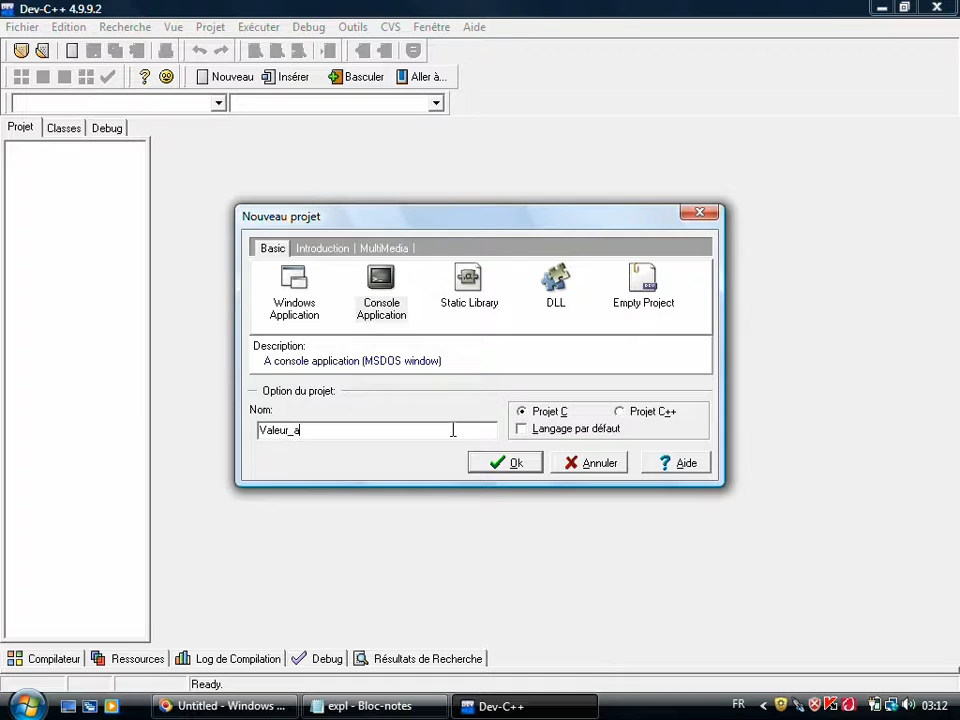 Dev-C++ 4.9.9.2
Fichier Edition Recherche Vue Projet Exécuter Debug Outils CVS Fenêtre Aide
Nouveau Insérer Basculer Aller à...
Projet Classes Debug
Nouveau projet
Basic Introduction MultiMedia
Windows Application
Console Application
Static Library
DLL
Empty Project
Description:
A console application (MSDOS window)
Option du projet:
Nom:
Valeur_a
Projet C Projet C++
Langage par défaut
Ok Annuler Aide
Compilateur Ressources Log de Compilation Debug Résultats de Recherche
Ready.
Untitled - Windows ... expl - Bloc-notes Dev-C++ FR 03:12